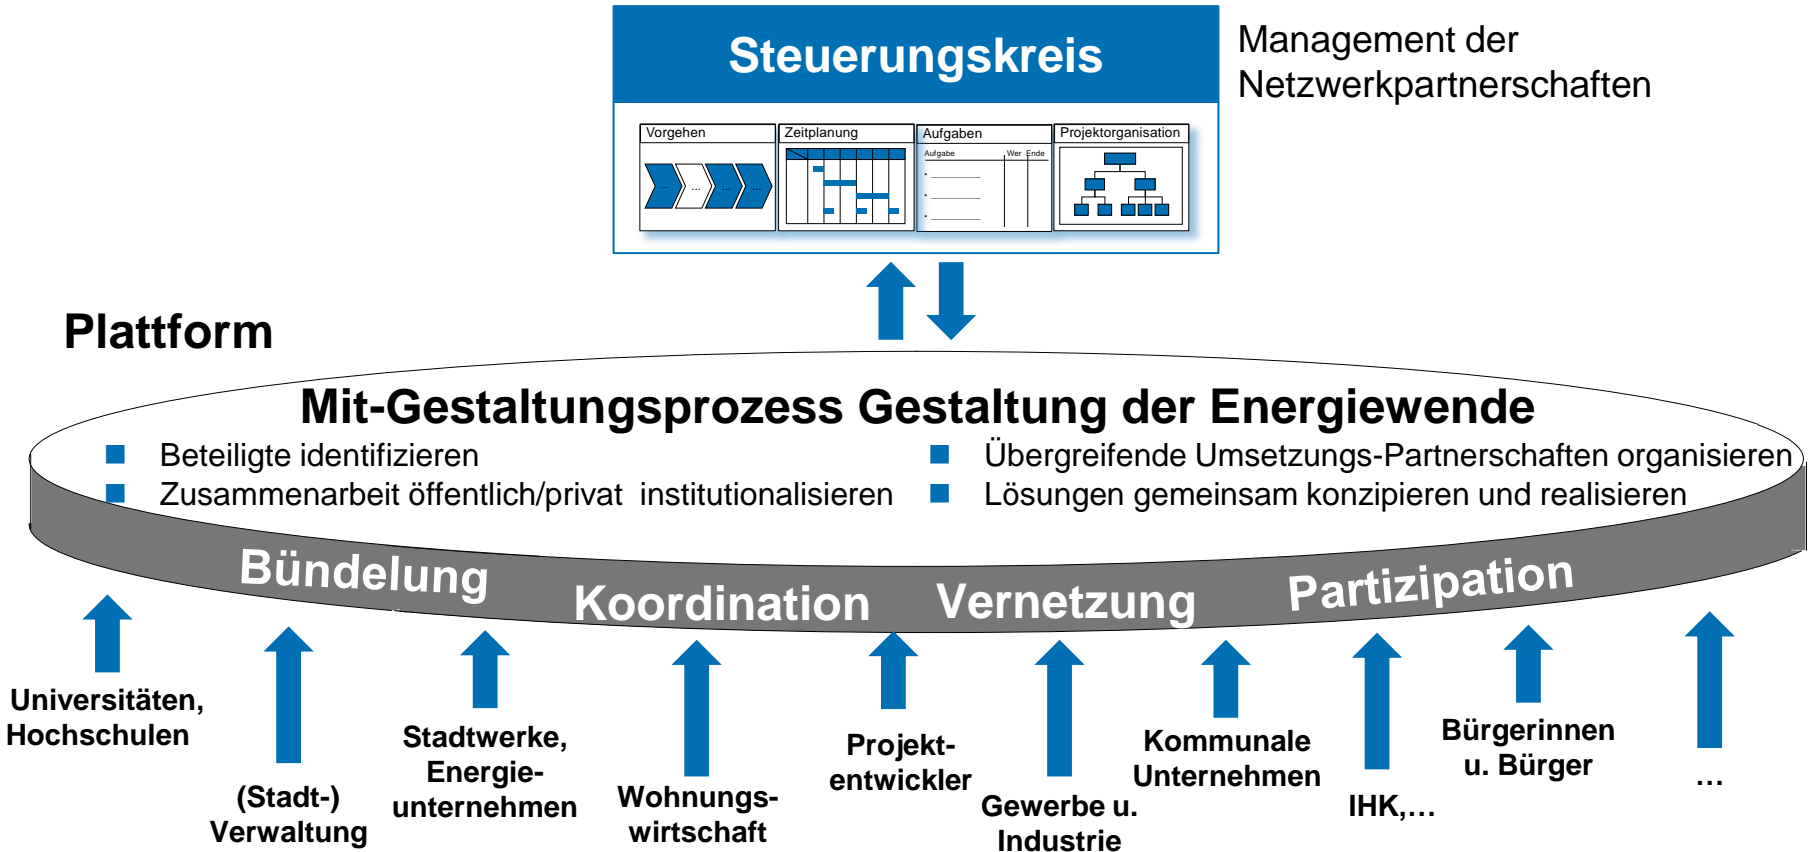 Steuerungskreis
Management der
Netzwerkpartnerschaften
Vorgehen
Zeitplanung
Aufgaben
Projektorganisation
Aufgabe Wer Ende
... ... ... ...
Plattform
Mit-Gestaltungsprozess Gestaltung der Energiewende
Beteiligte identifizieren
Zusammenarbeit öffentlich/privat institutionalisieren
Übergreifende Umsetzungs-Partnerschaften organisieren
Lösungen gemeinsam konzipieren und realisieren
Bündelung
Koordination
Vernetzung
Partizipation
Universitäten,
Hochschulen
(Stadt-)
Verwaltung
Stadtwerke,
Energie-
unternehmen
Wohnungs-
wirtschaft
Projekt-
entwickler
Gewerbe u.
Industrie
Kommunale
Unternehmen
IHK,...
Bürgerinnen
u. Bürger
...